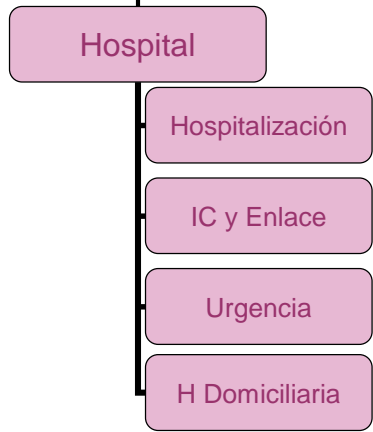 Hospital
Hospitalización
IC y Enlace
Urgencia
H Domiciliaria